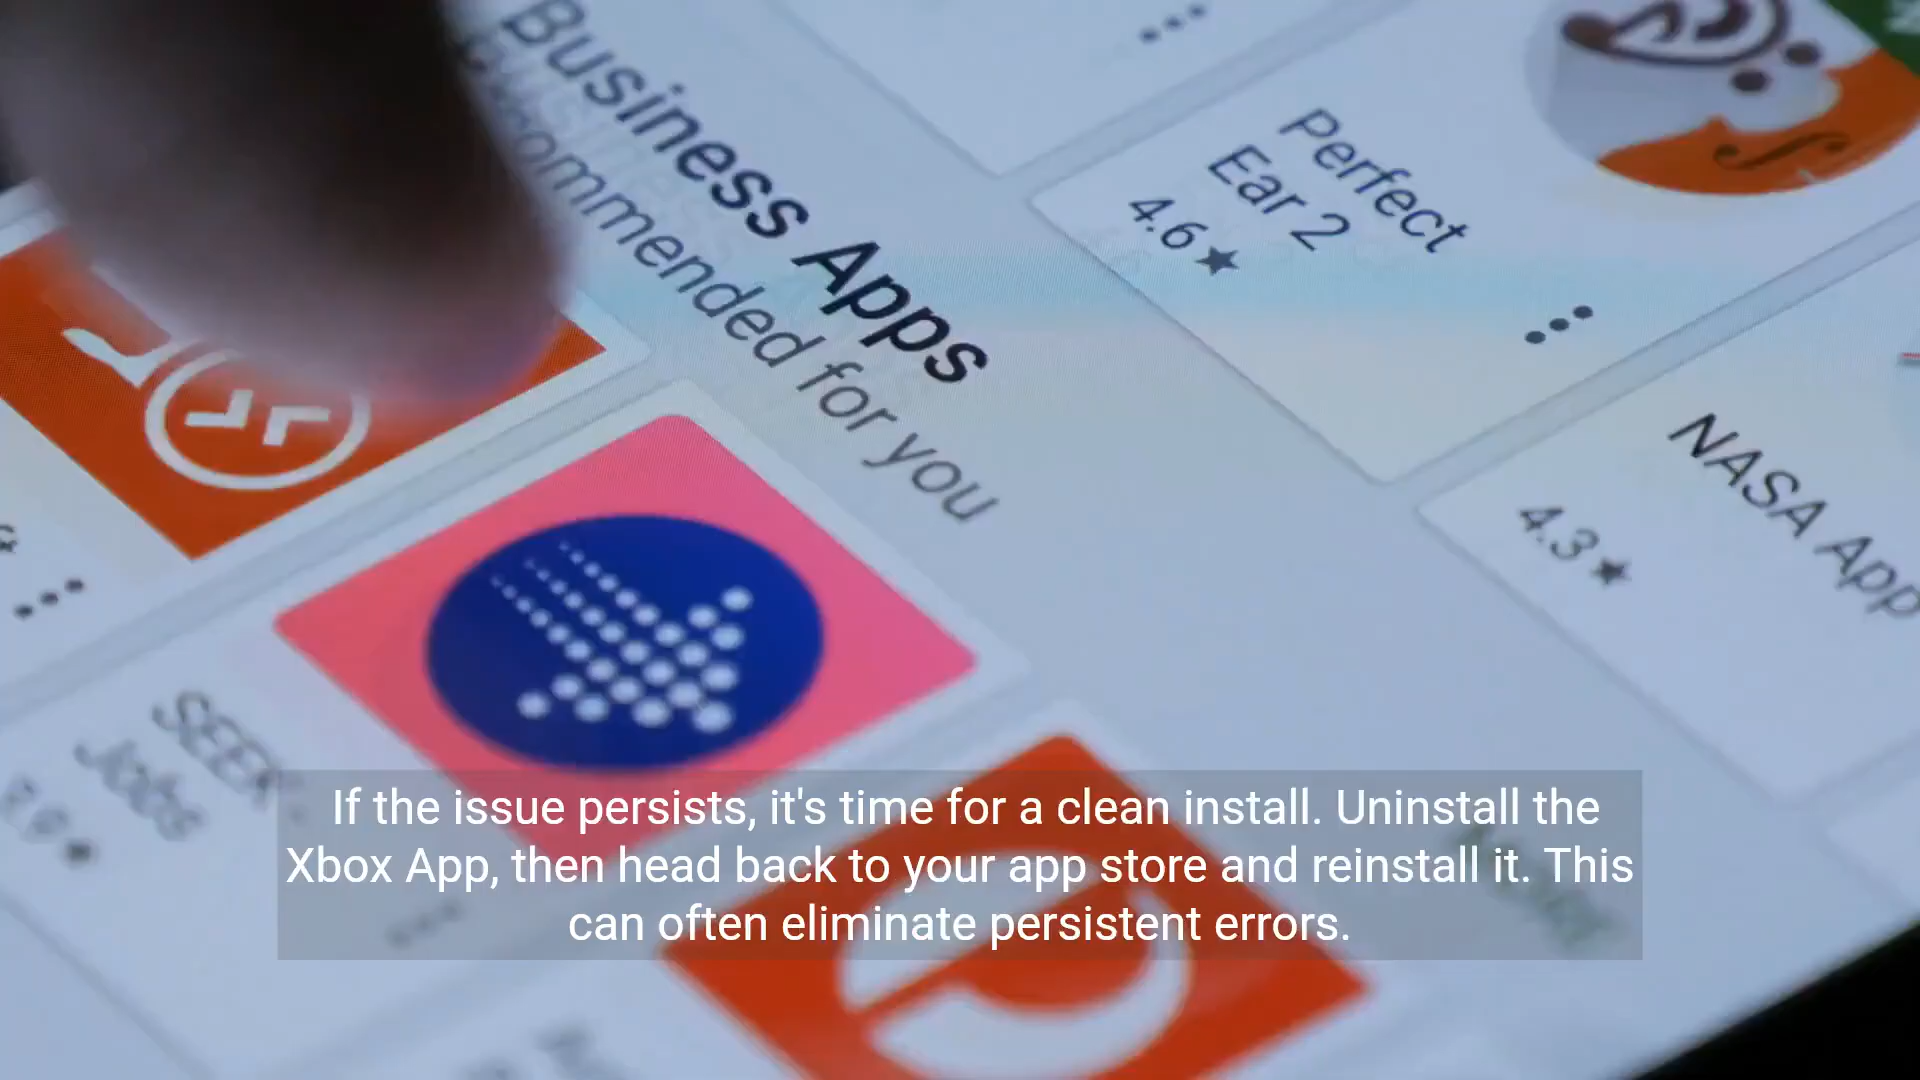 Business Apps
Recommended for you
Perfect
Ear 2
4.6★
NASA App
4.3★
SEEK
Jobs
If the issue persists, it's time for a clean install. Uninstall the
Xbox App, then head back to your app store and reinstall it. This
can often eliminate persistent errors.